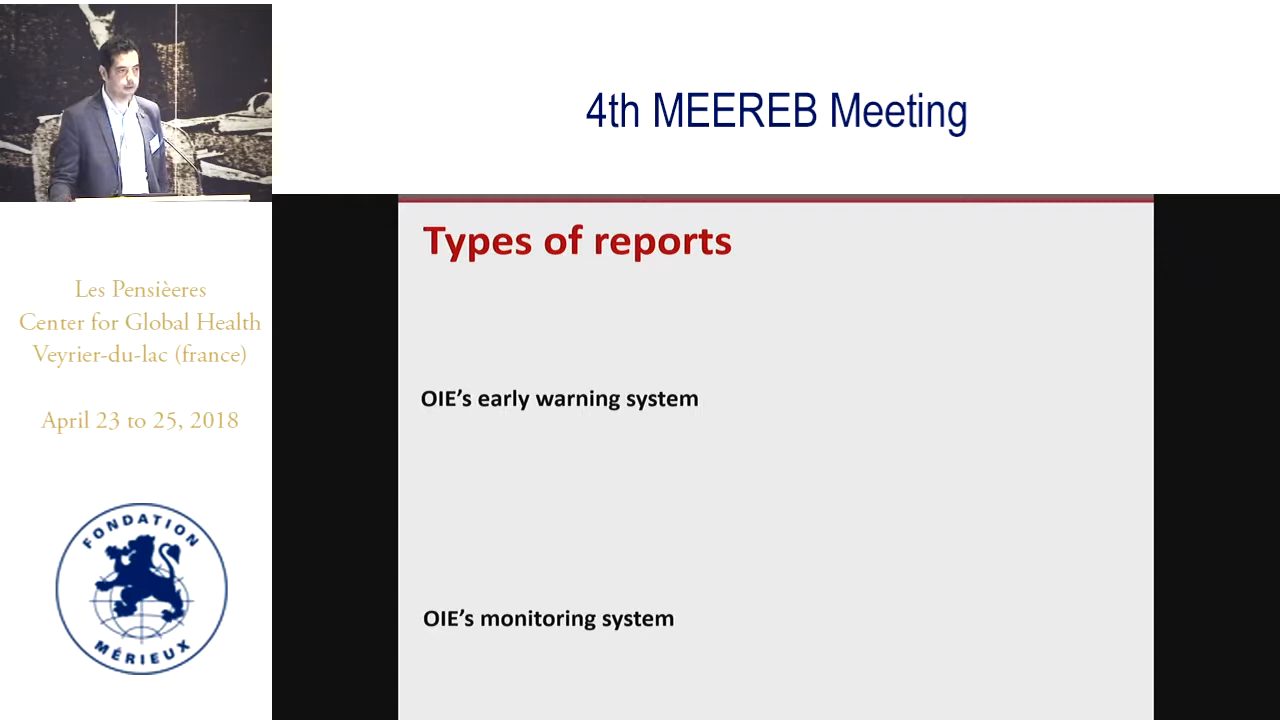 4th MEEREB Meeting
Types of reports
OIE’s early warning system
OIE’s monitoring system
Les Pensièeres
Center for Global Health
Veyrier-du-lac (france)
April 23 to 25, 2018
FONDATION
MÉRIEUX